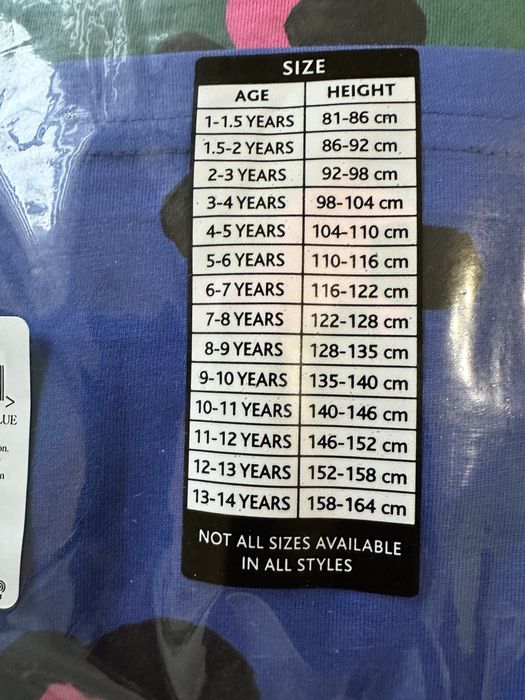 SIZE
AGE HEIGHT
1-1.5 YEARS 81-86 cm
1.5-2 YEARS 86-92 cm
2-3 YEARS 92-98 cm
3-4 YEARS 98-104 cm
4-5 YEARS 104-110 cm
5-6 YEARS 110-116 cm
6-7 YEARS 116-122 cm
7-8 YEARS 122-128 cm
8-9 YEARS 128-135 cm
9-10 YEARS 135-140 cm
10-11 YEARS 140-146 cm
11-12 YEARS 146-152 cm
12-13 YEARS 152-158 cm
13-14 YEARS 158-164 cm
NOT ALL SIZES AVAILABLE
IN ALL STYLES